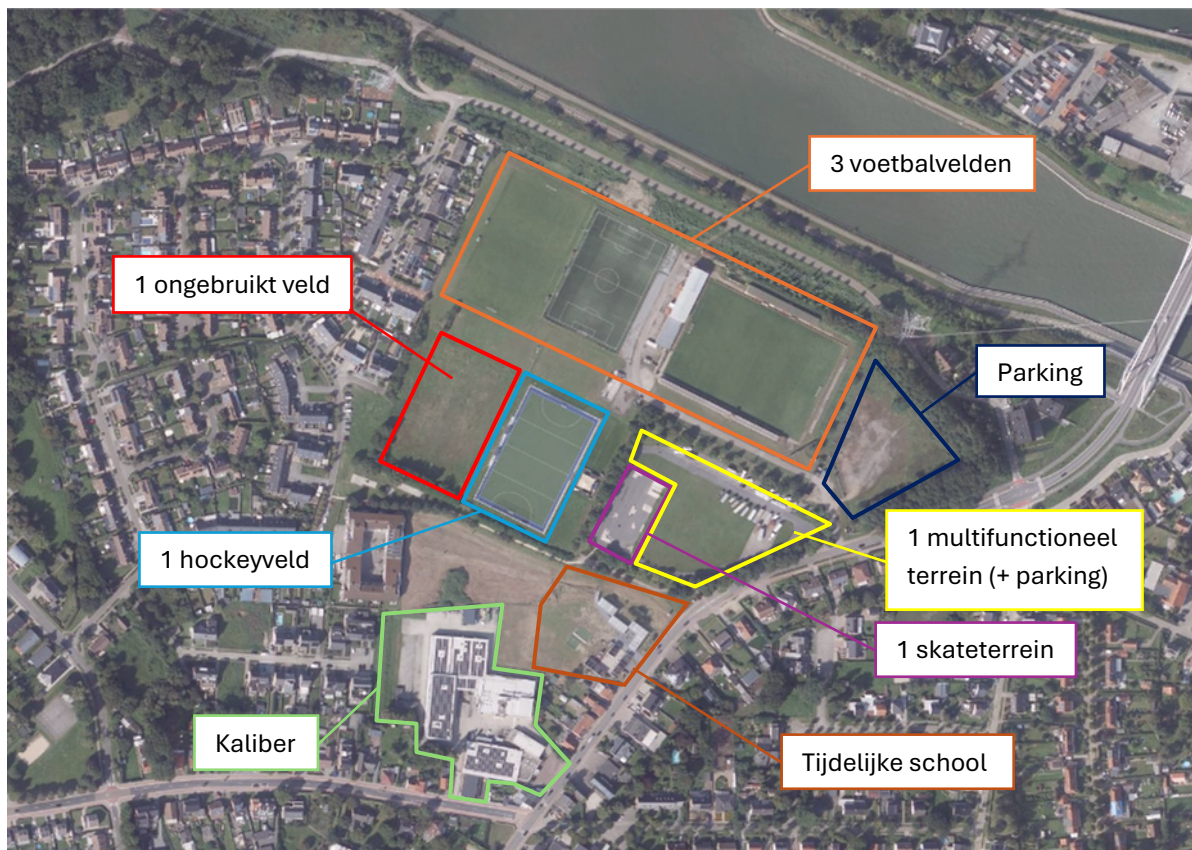 3 voetbalvelden
1 ongebruikt veld
Parking
1 hockeyveld
1 multifunctioneel
terrein (+ parking)
1 skateterrein
Kaliber
Tijdelijke school